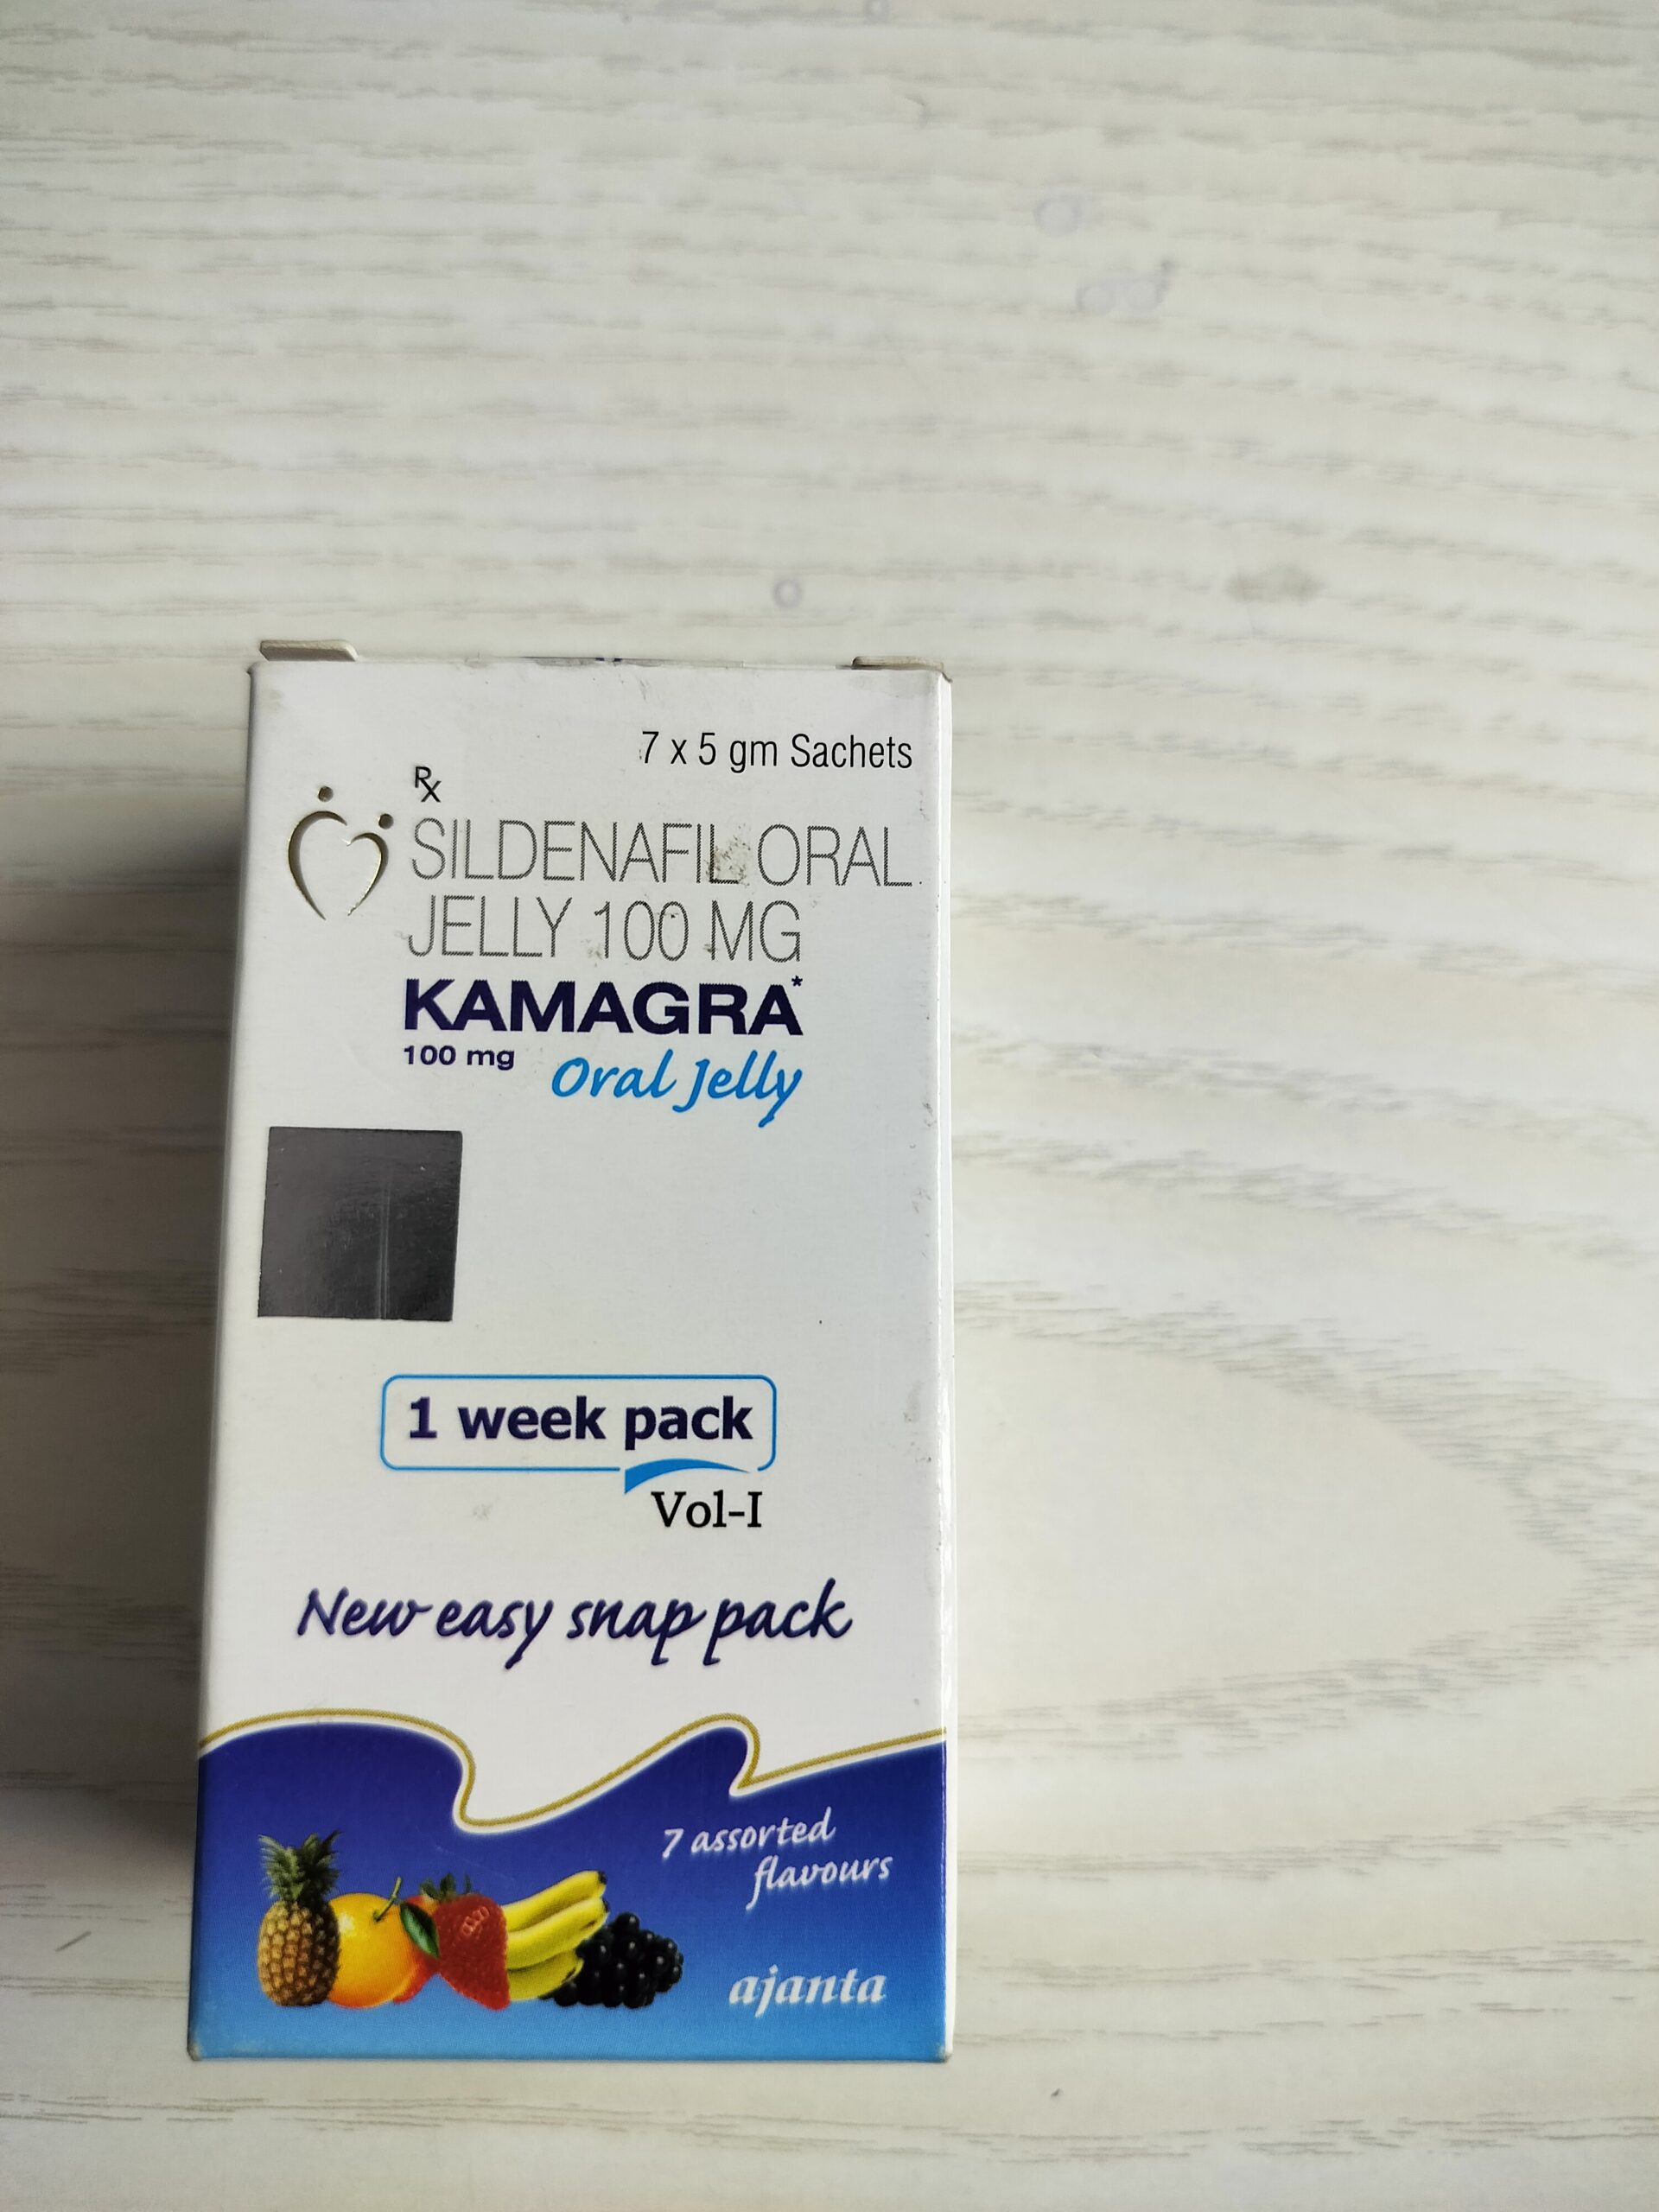 7 x 5 gm Sachets
Rx
SILDENAFIL ORAL
JELLY 100 MG
KAMAGRA*
100 mg
Oral Jelly
1 week pack
Vol-I
New easy snap pack
7 assorted
flavours
ajanta